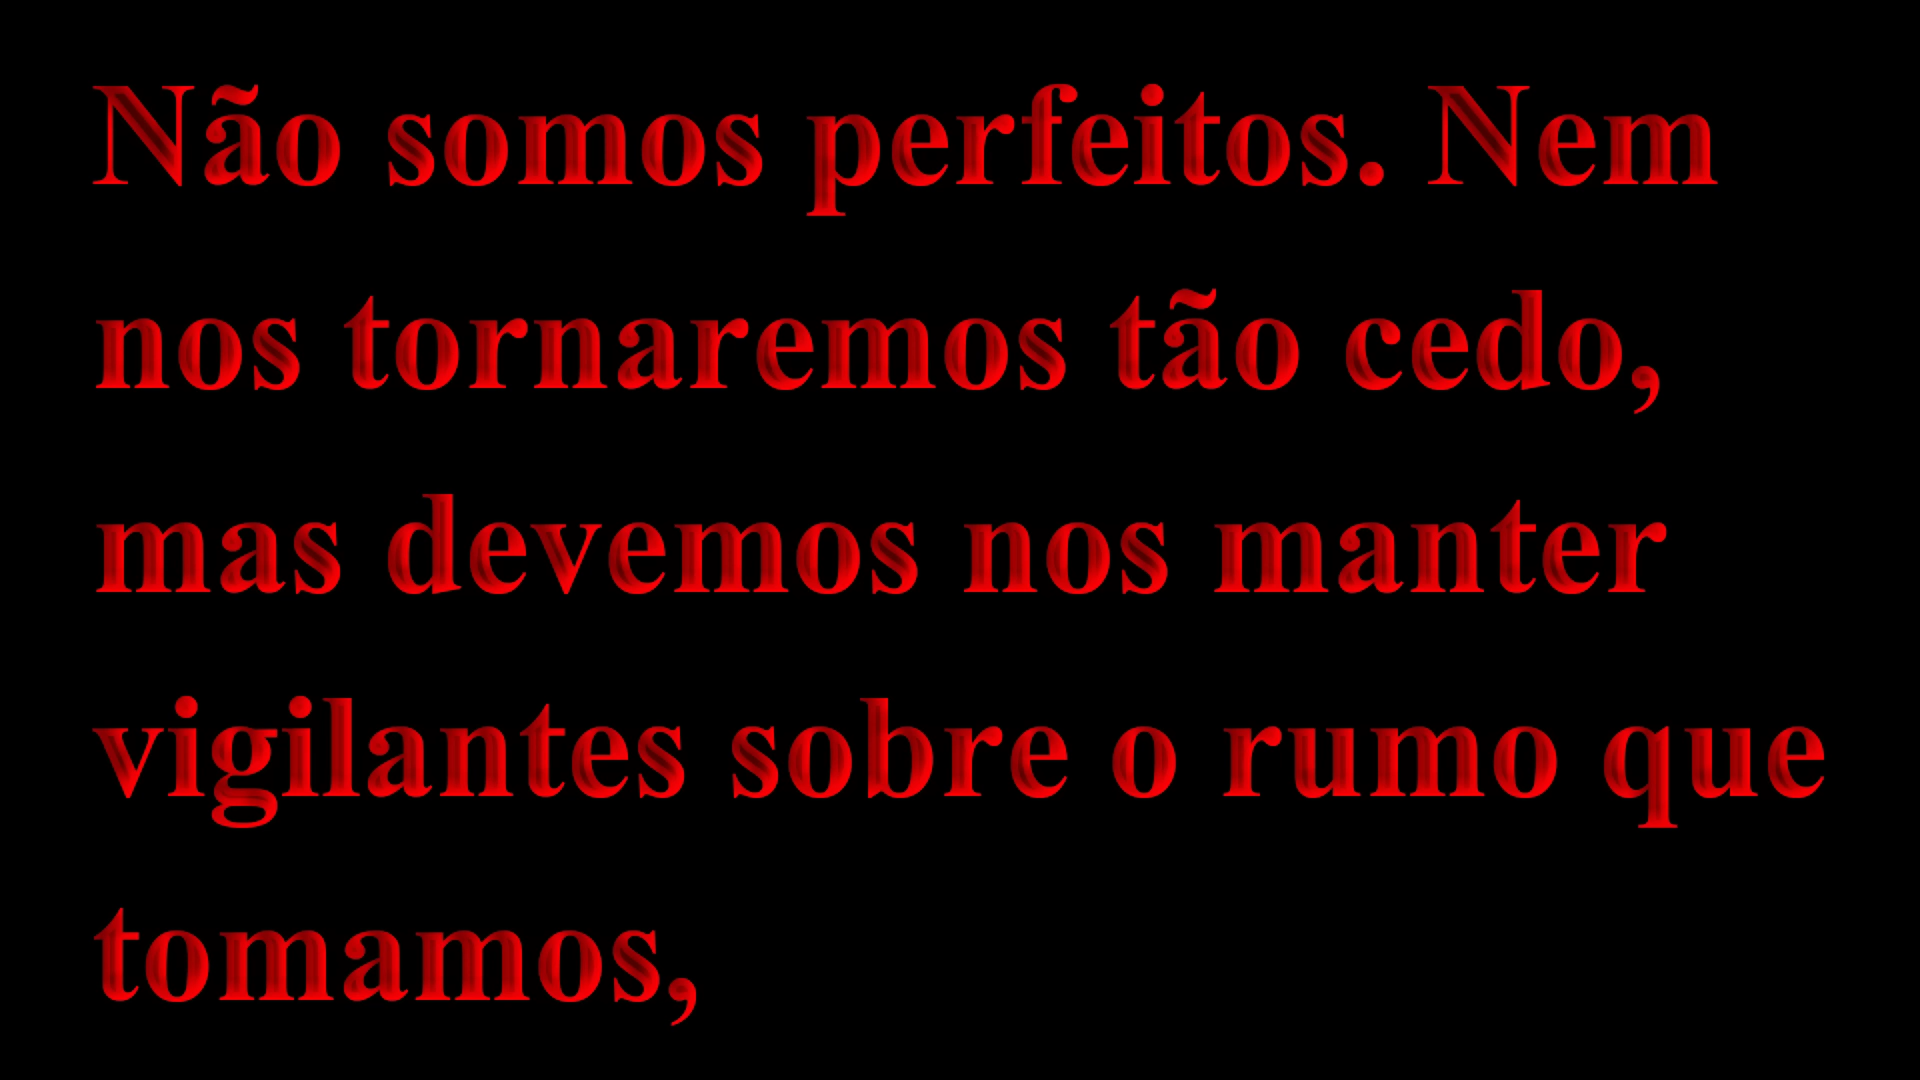 Não somos perfeitos. Nem
nos tornaremos tão cedo,
mas devemos nos manter
vigilantes sobre o rumo que
tomamos,